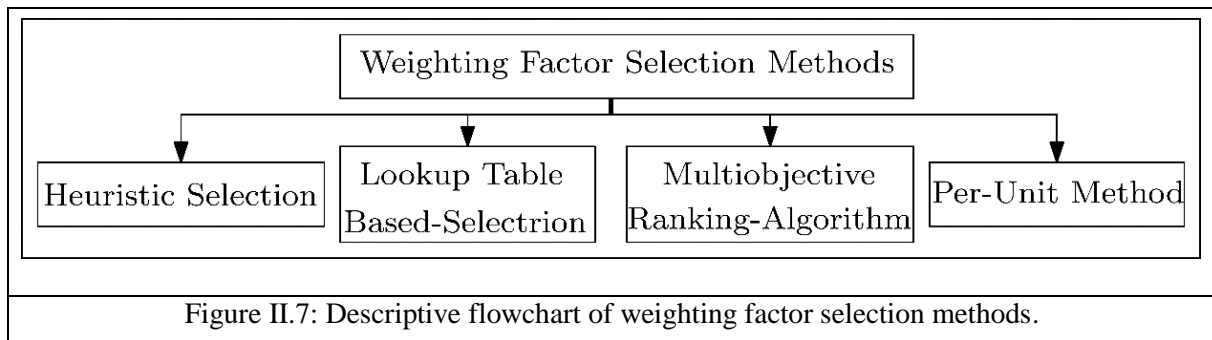 Weighting Factor Selection Methods
Heuristic Selection
Lookup Table
Based-Selectrion
Multiobjective
Ranking-Algorithm
Per-Unit Method
Figure II.7: Descriptive flowchart of weighting factor selection methods.